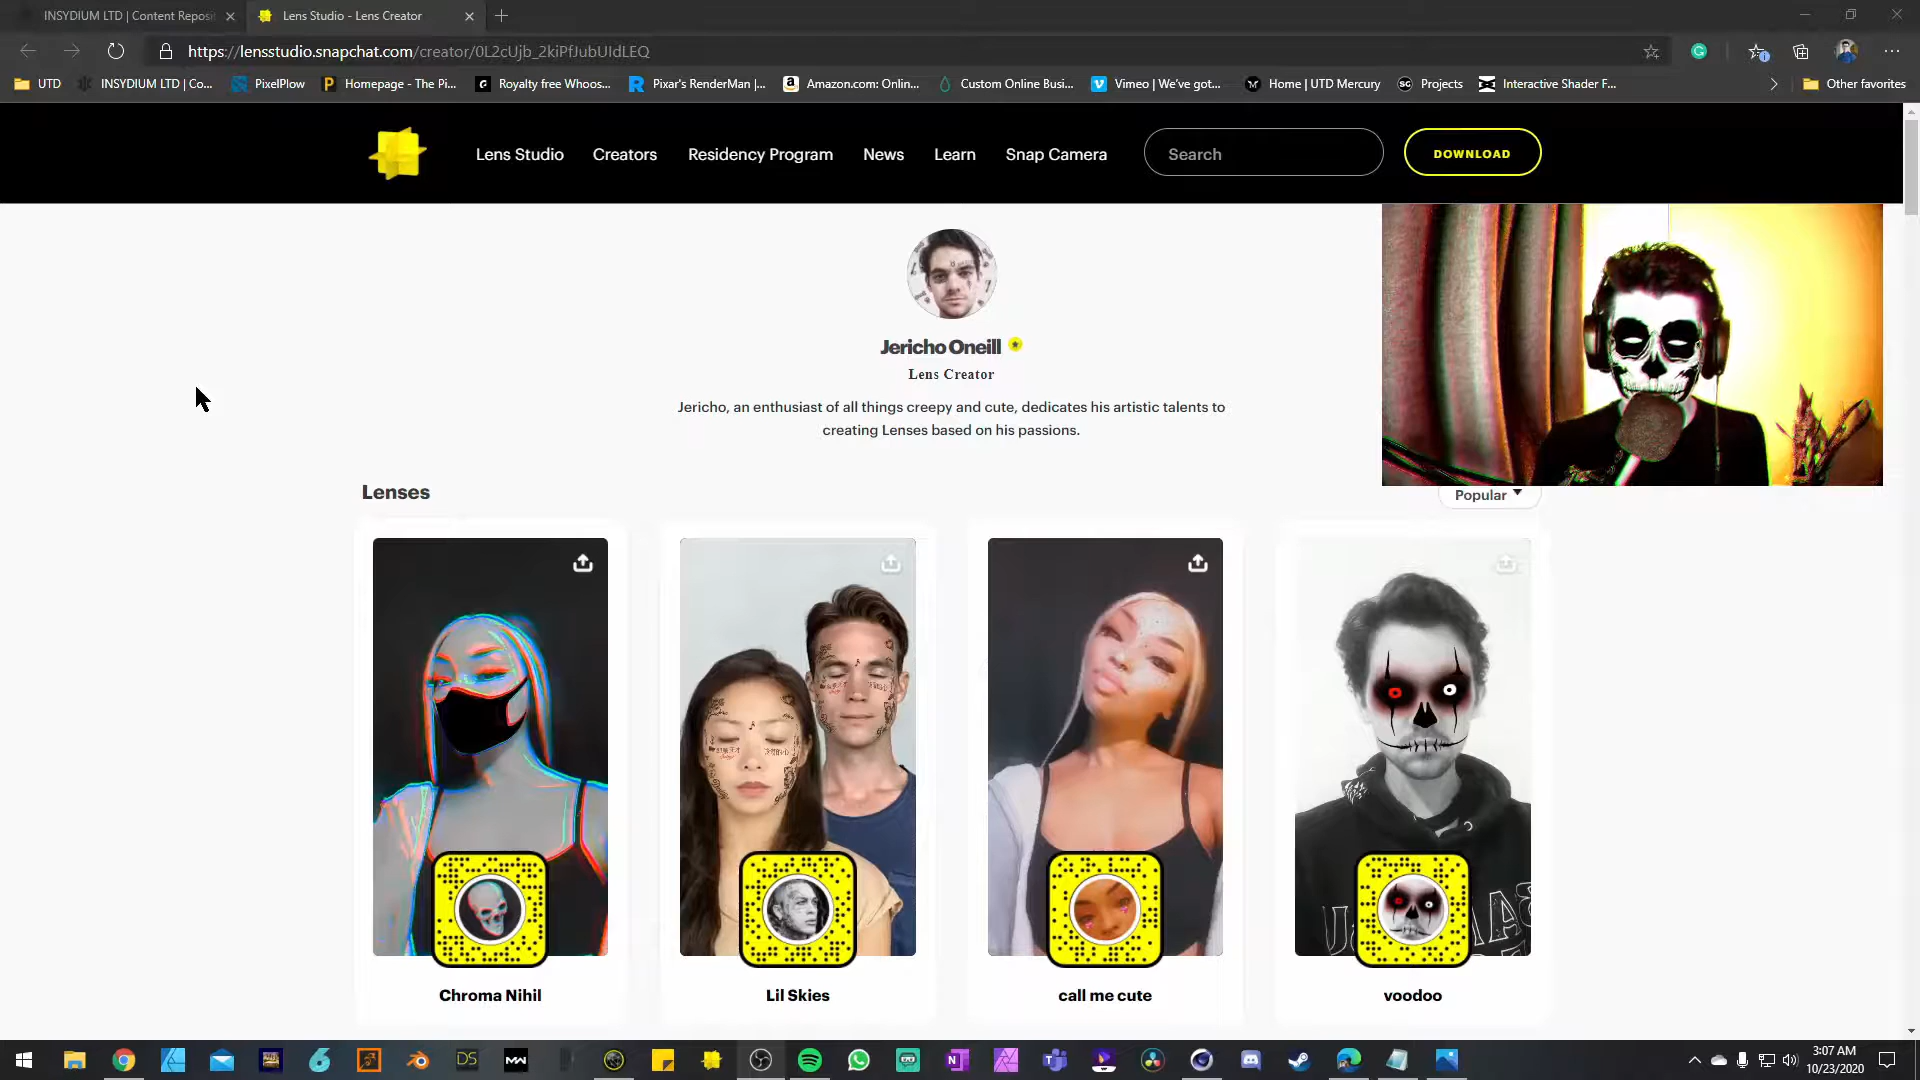 INSYDIUM LTD | Content Reposi
Lens Studio - Lens Creator
https://lensstudio.snapchat.com/creator/0L2cUjb_2kiPfJubUIdLEQ
UTD
INSYDIUM LTD | Co...
PixelPlow
Homepage - The Pi...
Royalty free Whoos...
Pixar's RenderMan |...
Amazon.com: Onlin...
Custom Online Busi...
Vimeo | We've got...
Home | UTD Mercury
Projects
Interactive Shader F...
Other favorites
Lens Studio
Creators
Residency Program
News
Learn
Snap Camera
Search
DOWNLOAD
Jericho Oneill
Lens Creator
Jericho, an enthusiast of all things creepy and cute, dedicates his artistic talents to
creating Lenses based on his passions.
Lenses
Popular
Chroma Nihil
Lil Skies
call me cute
voodoo
DS
MW
3:07 AM
10/23/2020